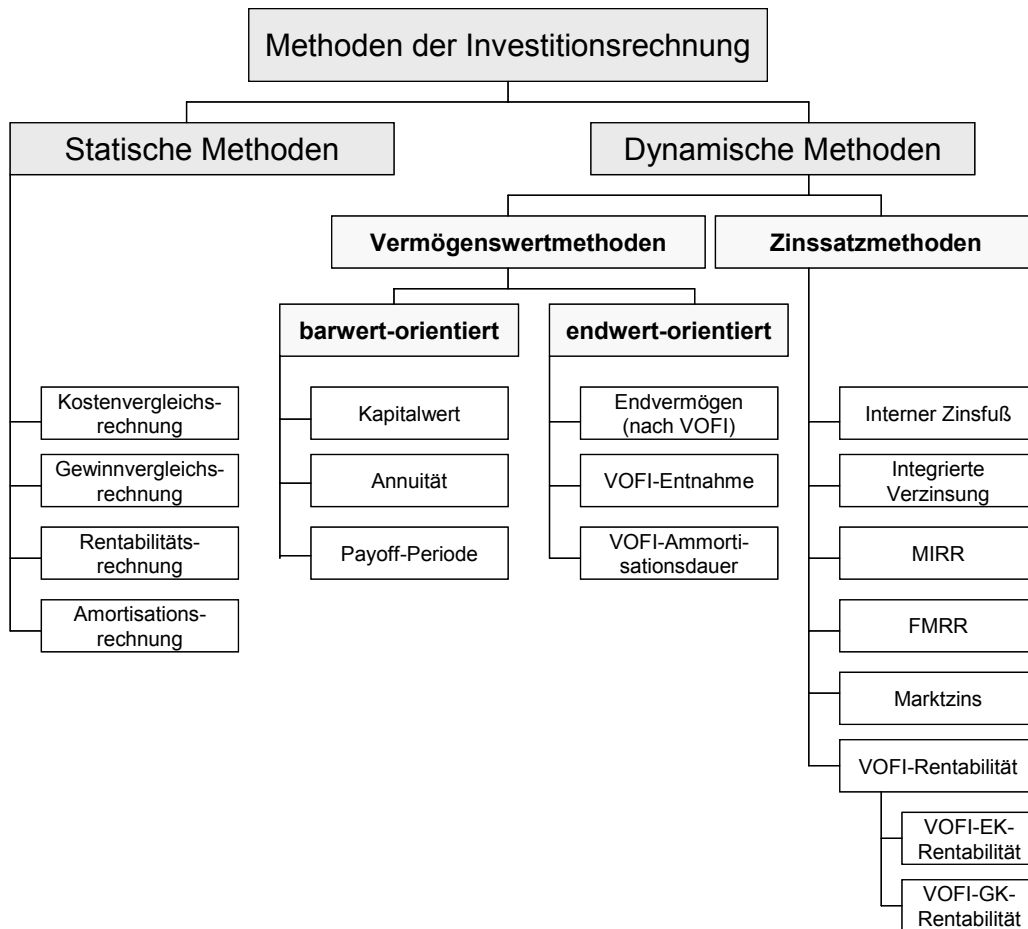 Methoden der Investitionsrechnung
Statische Methoden
Dynamische Methoden
Vermögenswertmethoden
Zinssatzmethoden
barwert-orientiert
endwert-orientiert
Kostenvergleichs-
rechnung
Gewinnvergleichs-
rechnung
Rentabilitäts-
rechnung
Amortisations-
rechnung
Kapitalwert
Annuität
Payoff-Periode
Endvermögen
(nach VOFI)
VOFI-Entnahme
VOFI-Ammorti-
sationsdauer
Interner Zinsfuß
Integrierte
Verzinsung
MIRR
FMRR
Marktzins
VOFI-Rentabilität
VOFI-EK-
Rentabilität
VOFI-GK-
Rentabilität